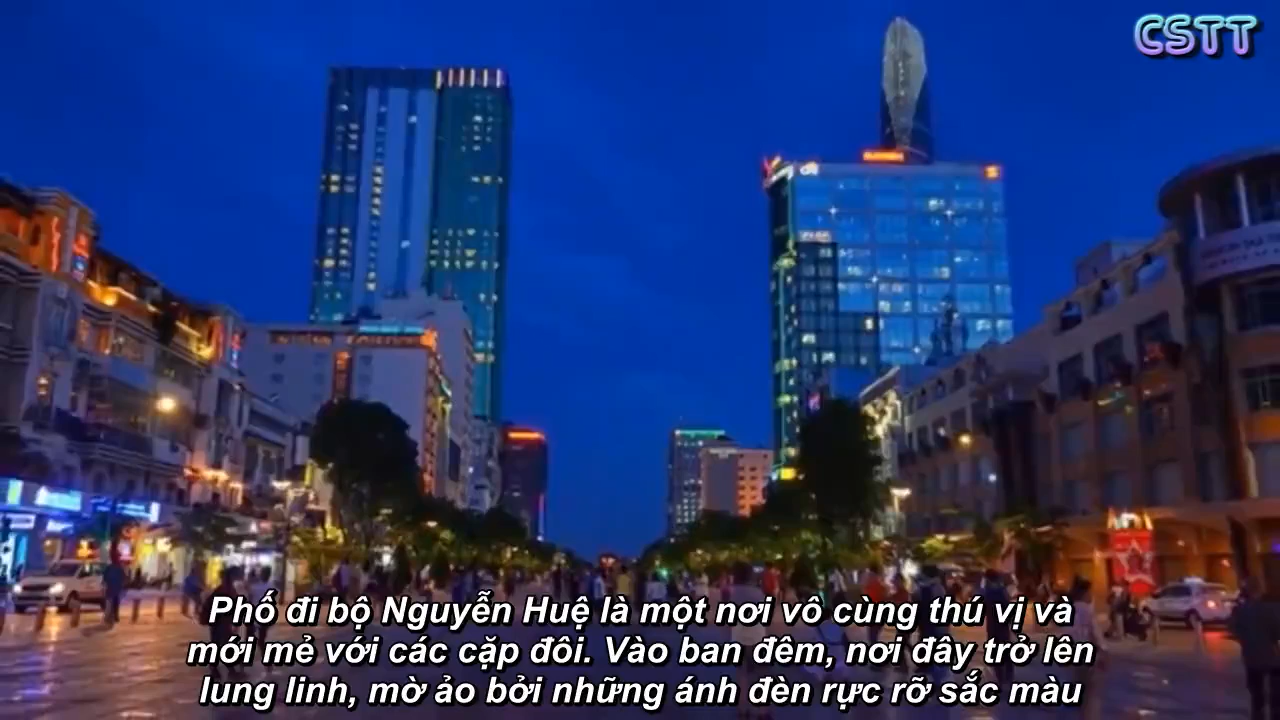 CSTT
Phố đi bộ Nguyễn Huệ là một nơi vô cùng thú vị và
mới mẻ với các cặp đôi. Vào ban đêm, nơi đây trở lên
lung linh, mờ ảo bởi những ánh đèn rực rỡ sắc màu